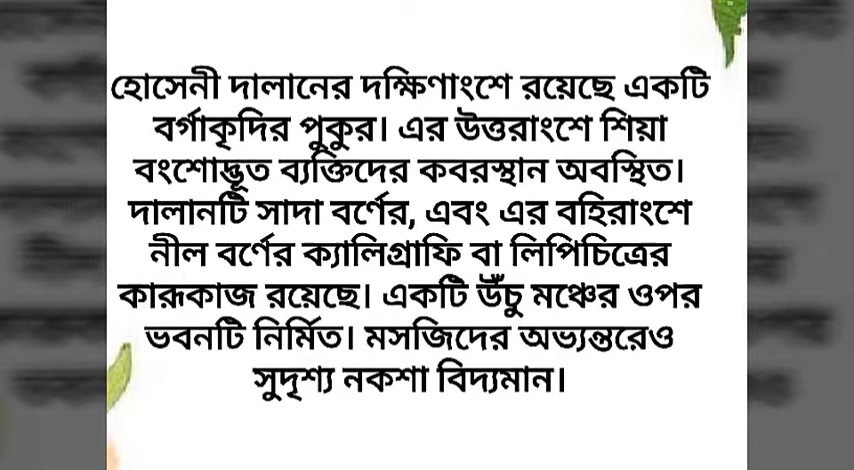 হোসেনী দালানের দক্ষিণাংশে রয়েছে একটি
বর্গাকৃদির পুকুর। এর উত্তরাংশে শিয়া
বংশোদ্ভূত ব্যক্তিদের কবরস্থান অবস্থিত।
দালানটি সাদা বর্ণের, এবং এর বহিরাংশে
নীল বর্ণের ক্যালিগ্রাফি বা লিপিচিত্রের
কারূকাজ রয়েছে। একটি উঁচু মঞ্চের ওপর
ভবনটি নির্মিত। মসজিদের অভ্যন্তরেও
সুদৃশ্য নকশা বিদ্যমান।